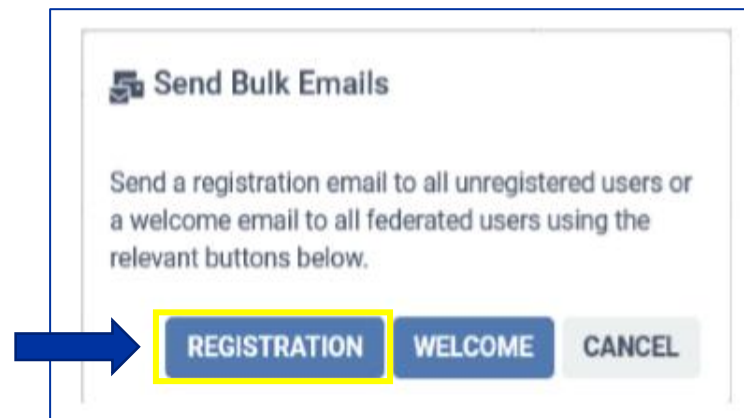 Send Bulk Emails
Send a registration email to all unregistered users or
a welcome email to all federated users using the
relevant buttons below.
REGISTRATION WELCOME CANCEL